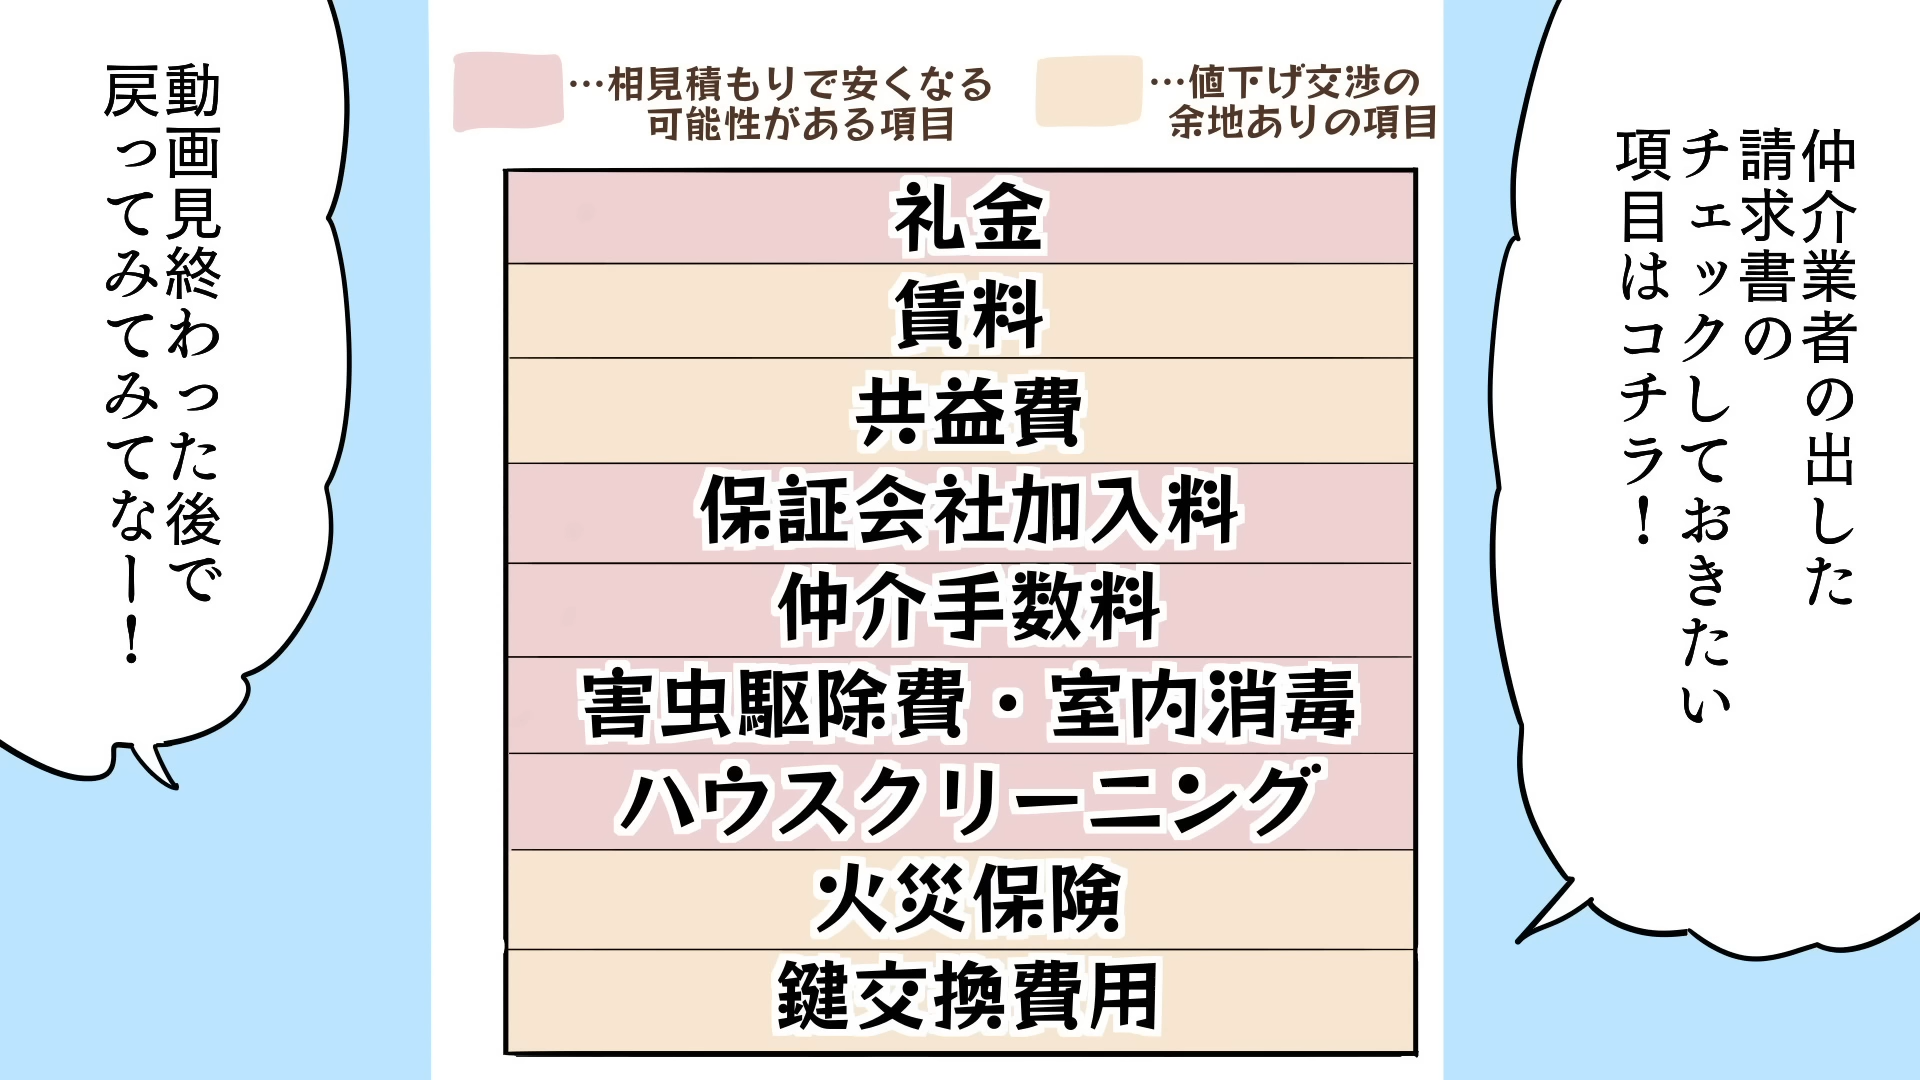 仲介業者の出した
請求書の
チェックしておきたい
項目はコチラ!
…相見積もりで安くなる
可能性がある項目
…値下げ交渉の
余地ありの項目
礼金
賃料
共益費
保証会社加入料
仲介手数料
害虫駆除費・室内消毒
ハウスクリーニング
火災保険
鍵交換費用
動画見終わった後で
戻ってみてみてなー!